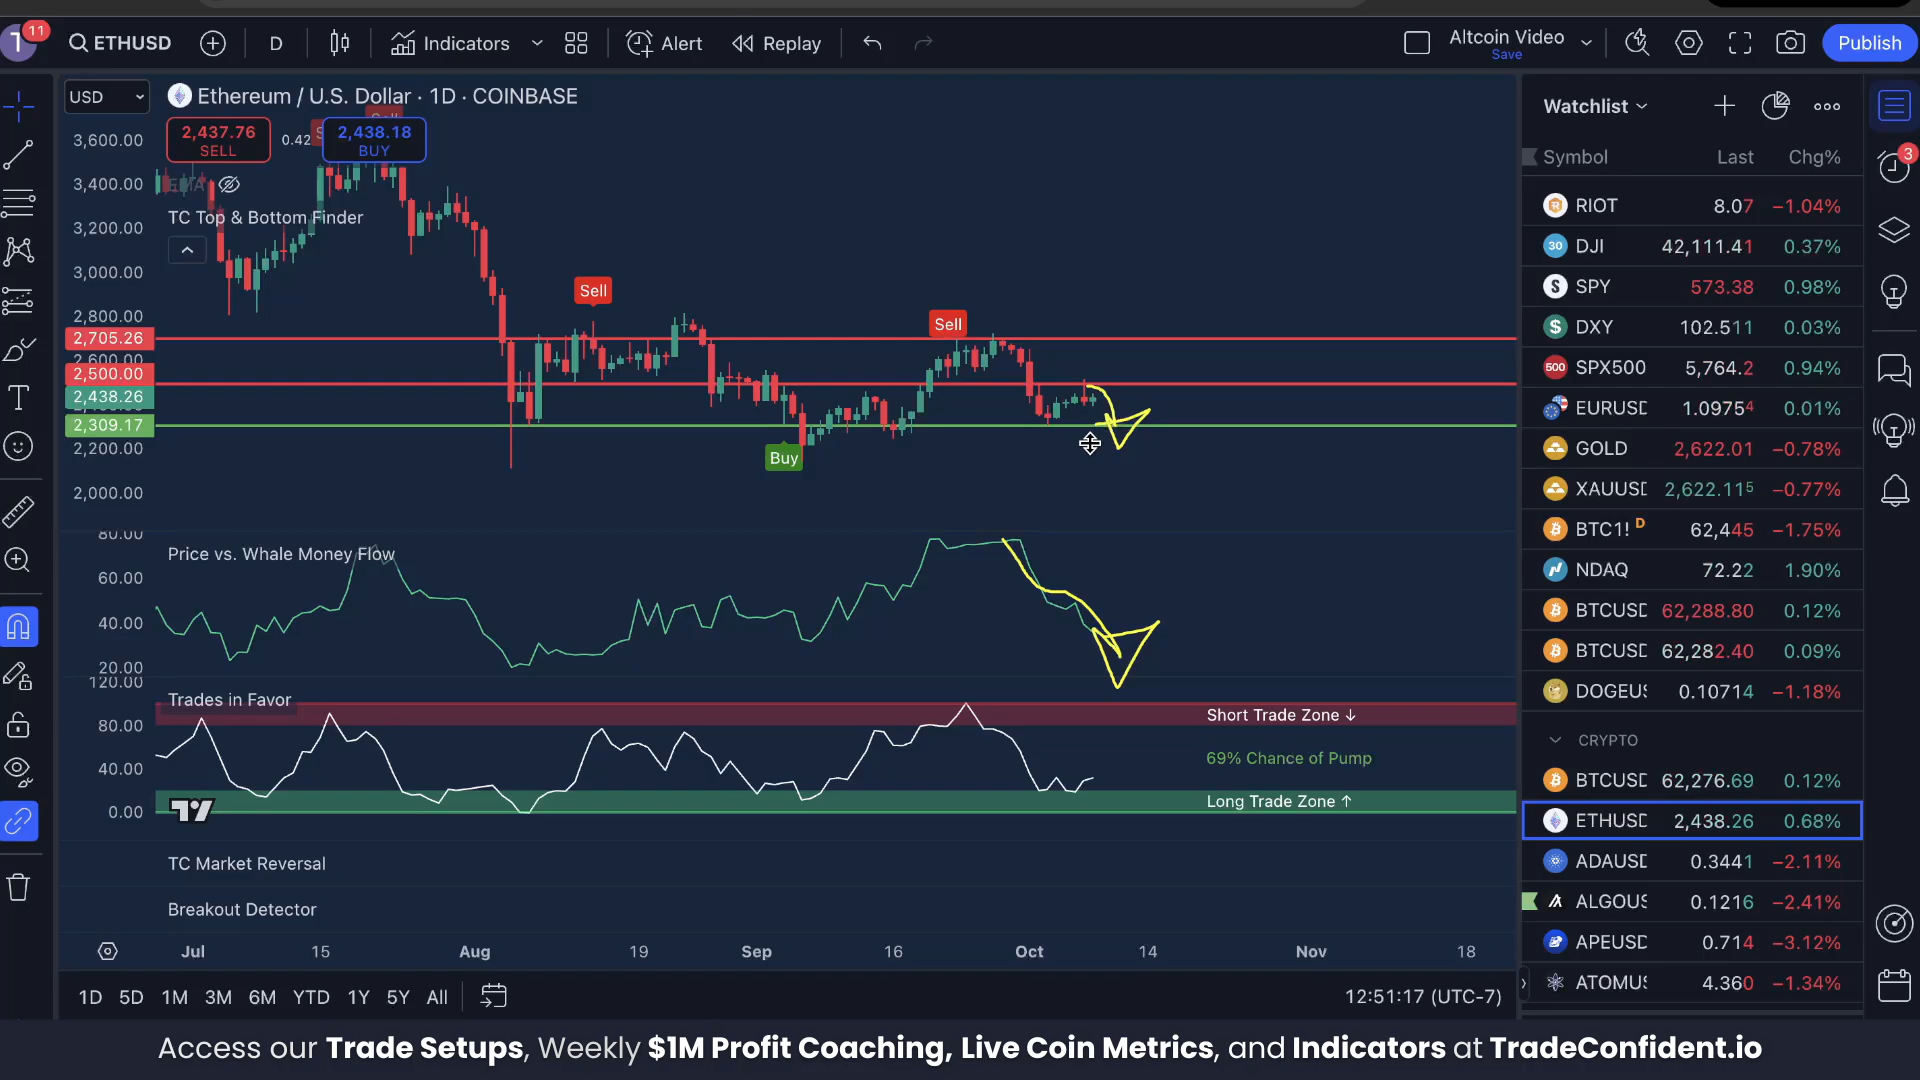 11
T
ETHUSD
D
Indicators
Alert
Replay
Altcoin Video
Save
Publish
USD
Ethereum / U.S. Dollar · 1D · COINBASE
2,437.76
SELL
0.42
2,438.18
BUY
EMA
TC Top & Bottom Finder
3,600.00
3,400.00
3,200.00
3,000.00
2,800.00
2,705.26
2,600.00
2,500.00
2,438.26
2,309.17
2,200.00
2,000.00
Sell
Sell
Buy
80.00
60.00
40.00
20.00
Price vs. Whale Money Flow
120.00
80.00
40.00
0.00
Trades in Favor
Short Trade Zone ↓
69% Chance of Pump
Long Trade Zone ↑
TC Market Reversal
Breakout Detector
Jul 15 Aug 19 Sep 16 Oct 14 Nov 18
1D 5D 1M 3M 6M YTD 1Y 5Y All
12:51:17 (UTC-7)
Watchlist
Symbol Last Chg%
RIOT 8.07 −1.04%
30 DJI 42,111.41 0.37%
S SPY 573.38 0.98%
$ DXY 102.511 0.03%
500 SPX500 5,764.2 0.94%
EURUSD 1.09754 0.01%
GOLD 2,622.01 −0.78%
XAUUSD 2,622.115 −0.77%
BTC1! D 62,445 −1.75%
NDAQ 72.22 1.90%
BTCUSD 62,288.80 0.12%
BTCUSD 62,282.40 0.09%
DOGEUS 0.10714 −1.18%
CRYPTO
BTCUSD 62,276.69 0.12%
ETHUSD 2,438.26 0.68%
ADAUSD 0.3441 −2.11%
ALGOUS 0.1216 −2.41%
APEUSD 0.714 −3.12%
ATOMUS 4.360 −1.34%
3
Access our Trade Setups, Weekly $1M Profit Coaching, Live Coin Metrics, and Indicators at TradeConfident.io